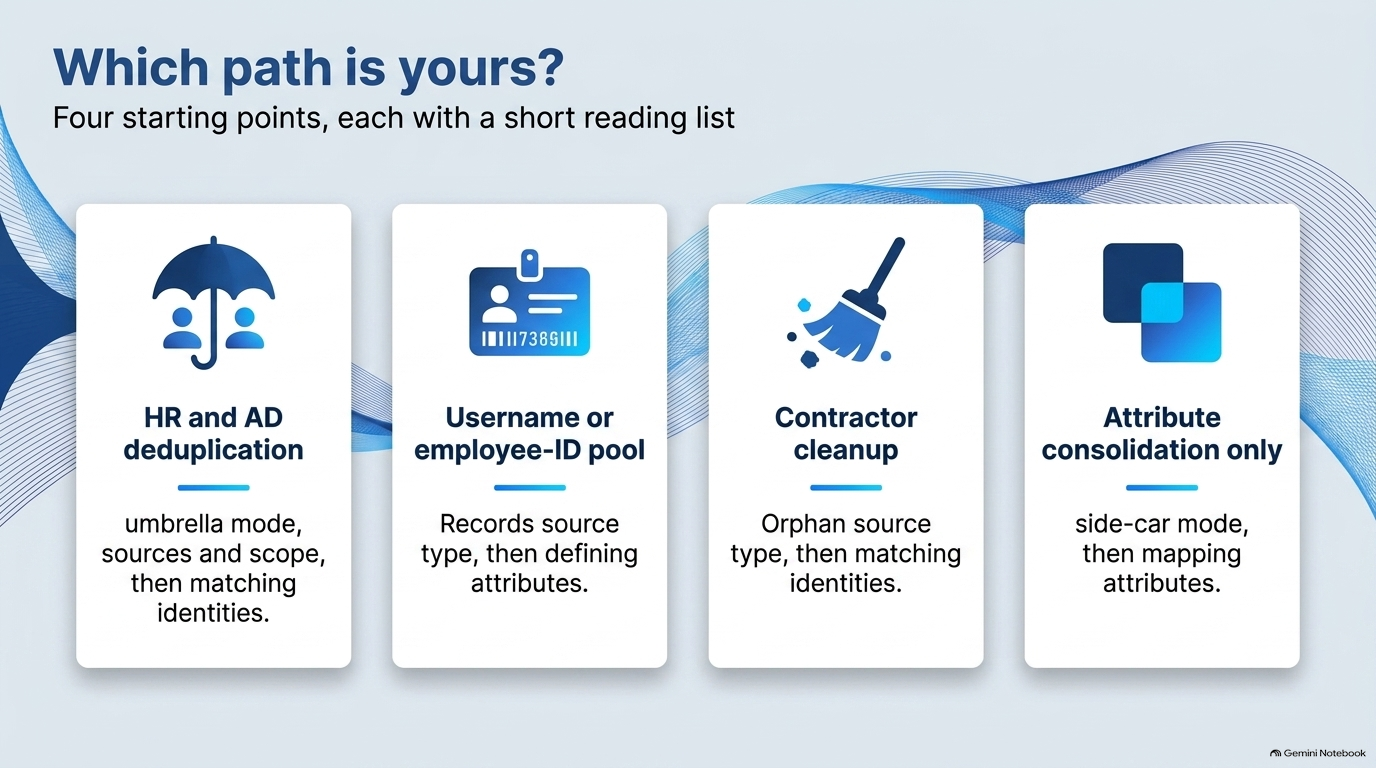 Which path is yours?
Four starting points, each with a short reading list
HR and AD
deduplication
umbrella mode,
sources and scope,
then matching
identities.
Username or
employee-ID pool
Records source
type, then defining
attributes.
Contractor
cleanup
Orphan source
type, then matching
identities.
Attribute
consolidation only
side-car mode,
then mapping
attributes.
Gemini Notebook